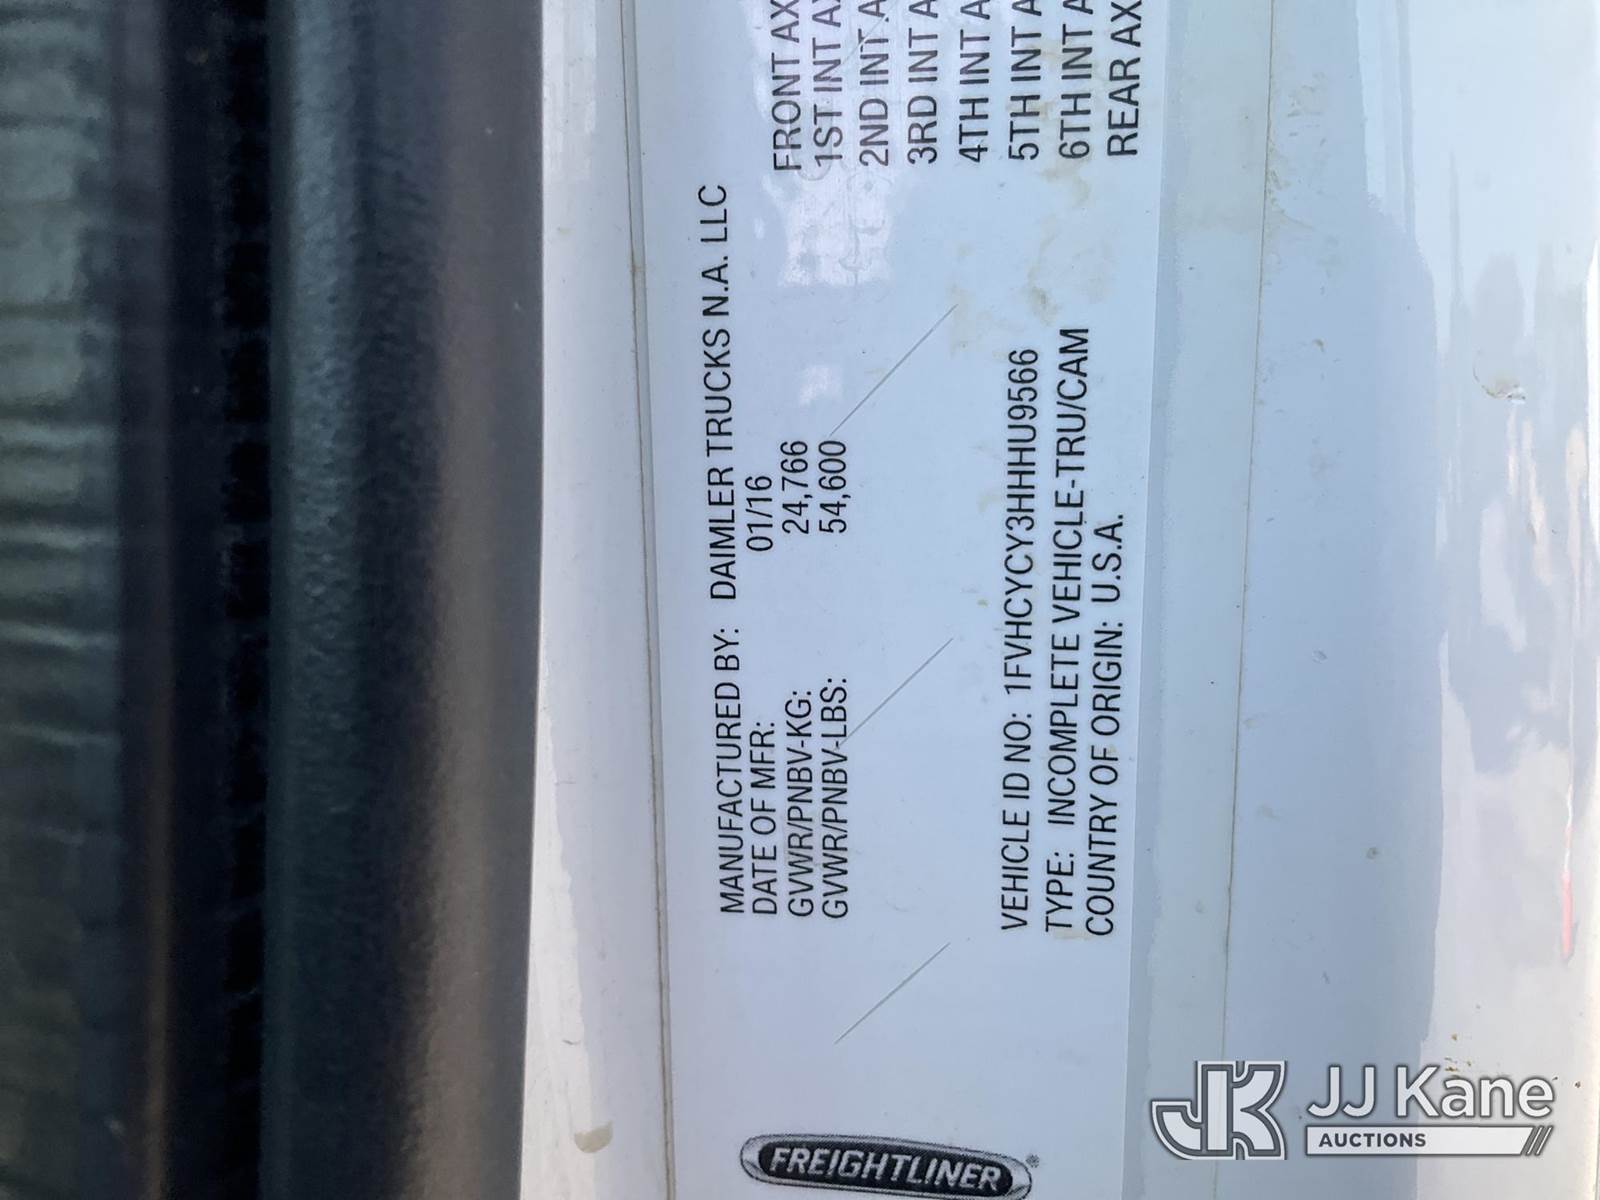 FREIGHTLINER
MANUFACTURED BY: DAIMLER TRUCKS N.A. LLC
DATE OF MFR: 01/16
GVWR/PNBV-KG: 24,766
GVWR/PNBV-LBS: 54,600
VEHICLE ID NO: 1FVHCYCY3HHHU9566
TYPE: INCOMPLETE VEHICLE-TRU/CAM
COUNTRY OF ORIGIN: U.S.A.
FRONT AX
1ST INT AX
2ND INT A
3RD INT A
4TH INT A
5TH INT A
6TH INT A
REAR AX
JK JJ Kane
AUCTIONS